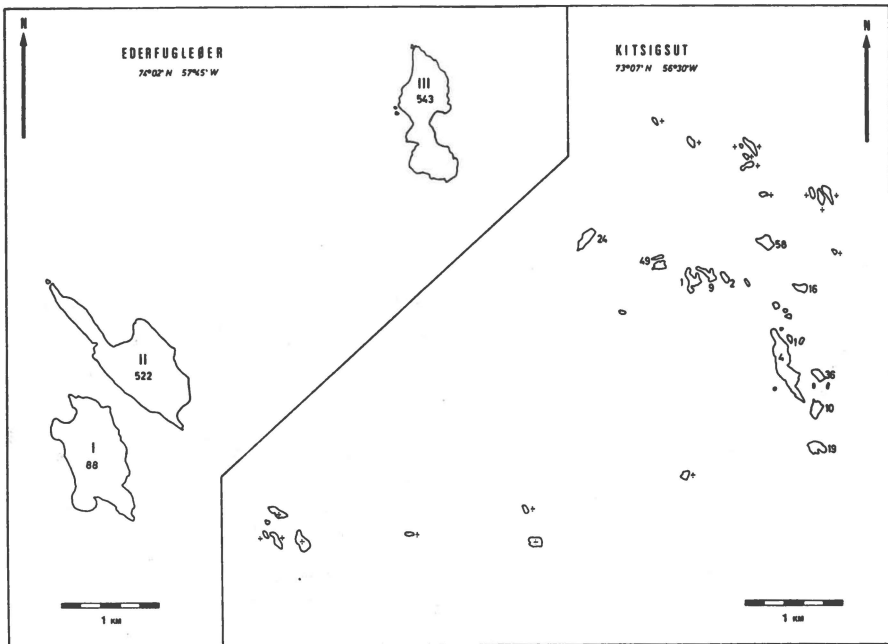 N
EDERFUGLEØER
74°02' N 57°45' W
III
543
II
522
I
88
1 KM
N
KITSIGSUT
73°07' N 56°30' W
24
49
1
9
2
58
16
10
4
36
10
19
1 KM